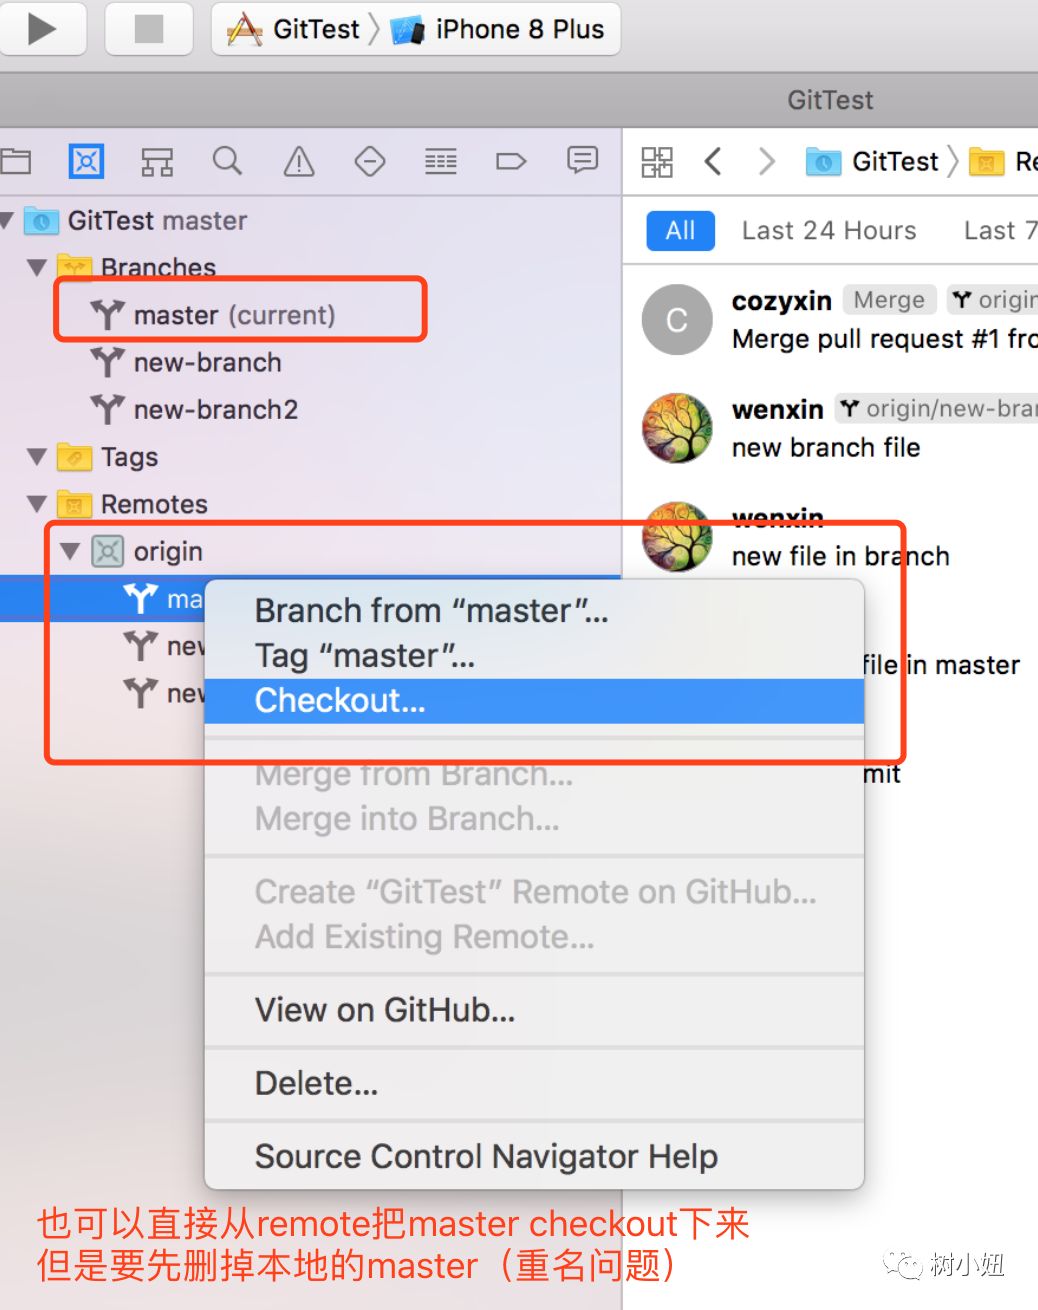 GitTest
iPhone 8 Plus
GitTest
GitTest
Re
GitTest master
All
Last 24 Hours
Last 7
Branches
master (current)
cozyxin
Merge
origin
new-branch
Merge pull request #1 fro
new-branch2
wenxin
origin/new-bran
Tags
new branch file
Remotes
wenxin
origin
new file in branch
ma
Branch from “master”...
new
Tag “master”...
file in master
new
Checkout...
Merge from Branch...
mit
Merge into Branch...
Create “GitTest” Remote on GitHub...
Add Existing Remote...
View on GitHub...
Delete...
Source Control Navigator Help
也可以直接从remote把master checkout下来
但是要先删掉本地的master（重名问题）
树小妞